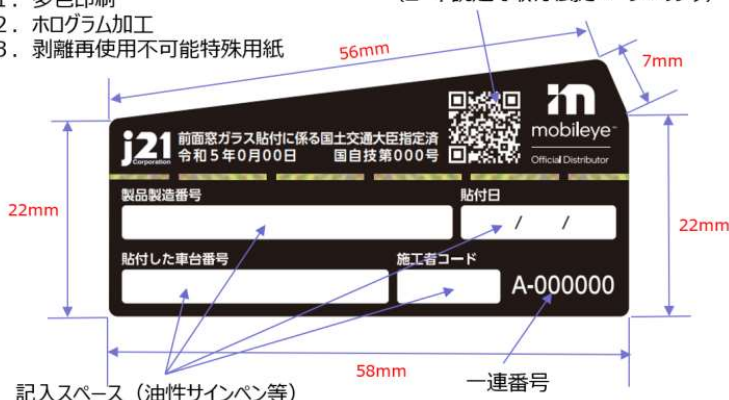 1．多色印刷
2．ホログラム加工
3．剥離再使用不可能特殊用紙
56mm
7mm
j21
Corporation
前面窓ガラス貼付に係る国土交通大臣指定済
令和5年0月00日 国自技第000号
mobileye™
Official Distributor
22mm
製品製造番号
貼付日
/ /
22mm
貼付した車台番号
施工者コード
A-000000
58mm
記入スペース（油性サインペン等）
一連番号